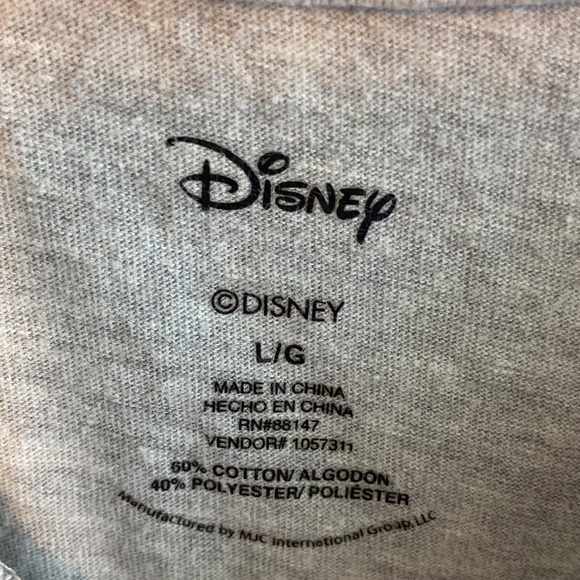 Disney
©DISNEY
L/G
MADE IN CHINA
HECHO EN CHINA
RN#88147
VENDOR# 1057311
60% COTTON/ ALGODÓN
40% POLYESTER/ POLIÉSTER
Manufactured by MJC International Group, LLC